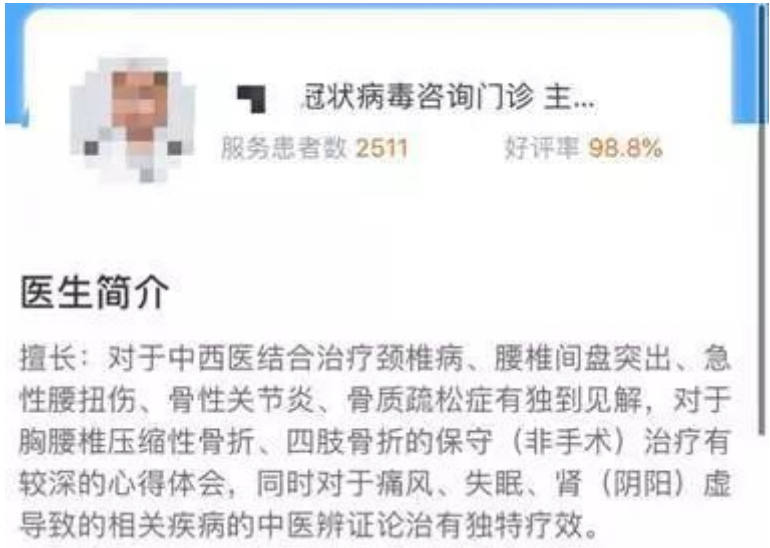 冠状病毒咨询门诊 主...
服务患者数 2511 好评率 98.8%
医生简介
擅长：对于中西医结合治疗颈椎病、腰椎间盘突出、急
性腰扭伤、骨性关节炎、骨质疏松症有独到见解，对于
胸腰椎压缩性骨折、四肢骨折的保守（非手术）治疗有
较深的心得体会，同时对于痛风、失眠、肾（阴阳）虚
导致的相关疾病的中医辨证论治有独特疗效。